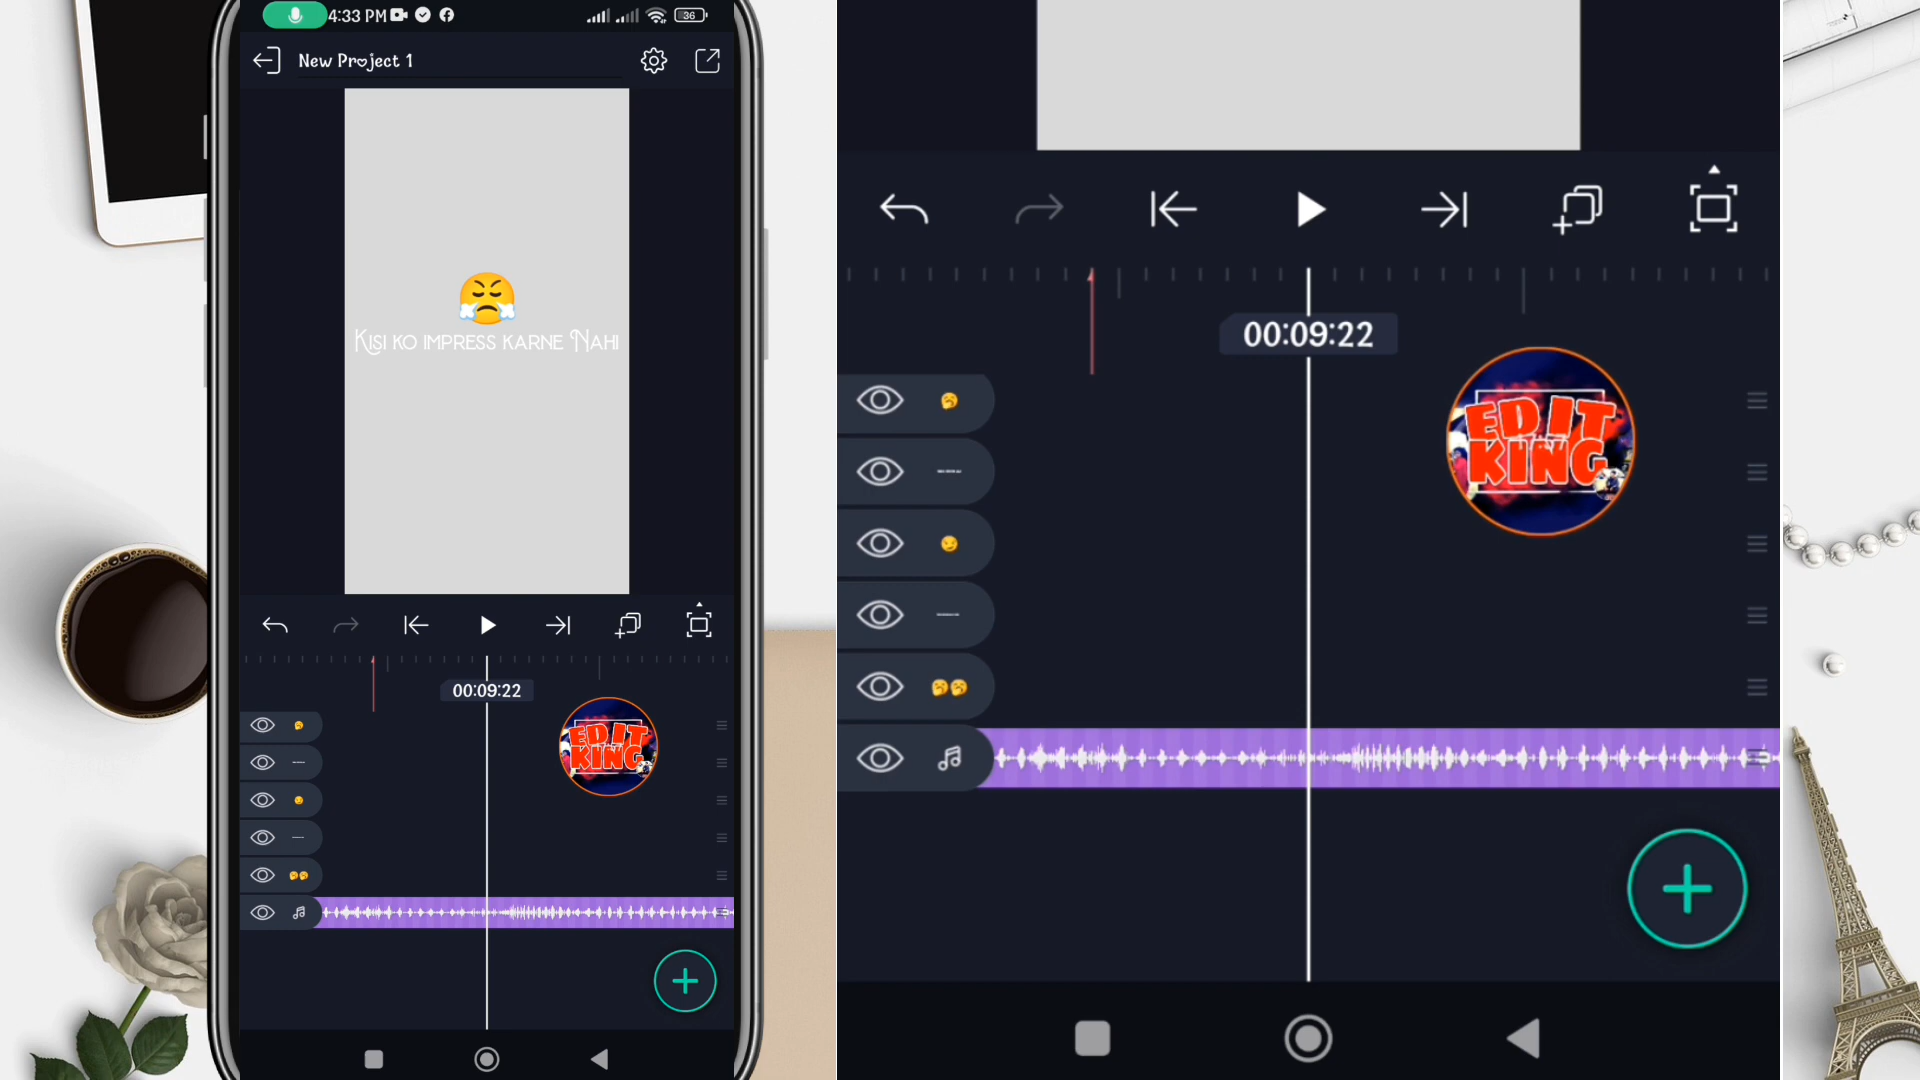 4:33 PM
36
New Project 1
Kisi ko impress karne Nahi
00:09:22
EDIT
KING
00:09:22
EDIT
KING